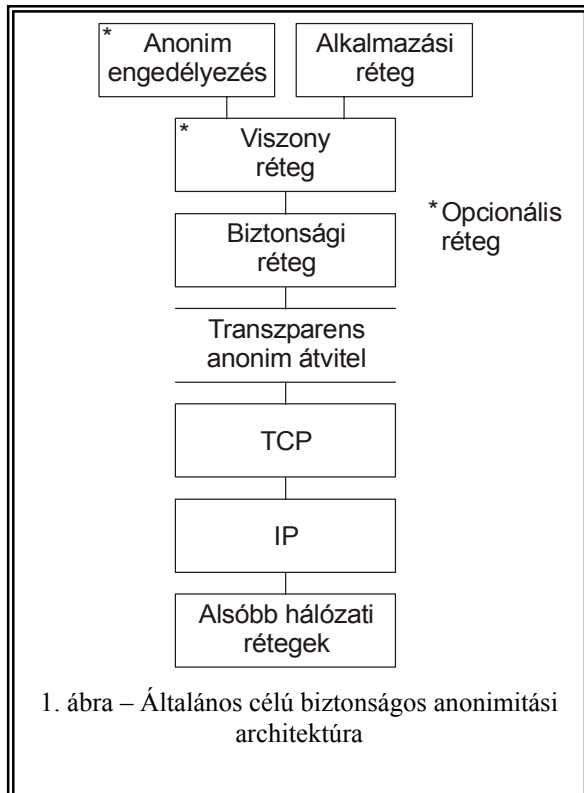 * Anonim
engedélyezés
Alkalmazási
réteg
* Viszony
réteg
Biztonsági
réteg
* Opcionális
réteg
Transzparens
anonim átvitel
TCP
IP
Alsóbb hálózati
rétegek
1. ábra – Általános célú biztonságos anonimitási
architektúra